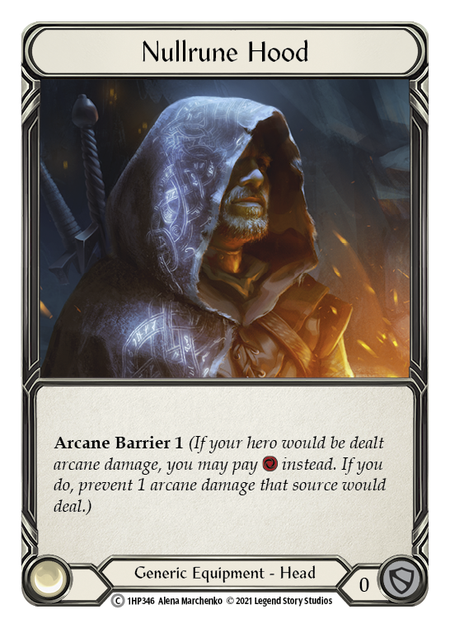 Nullrune Hood
Arcane Barrier 1 (If your hero would be dealt
arcane damage, you may pay instead. If you
do, prevent 1 arcane damage that source would
deal.)
Generic Equipment - Head
0
C 1HP346 Alena Marchenko © 2021 Legend Story Studios